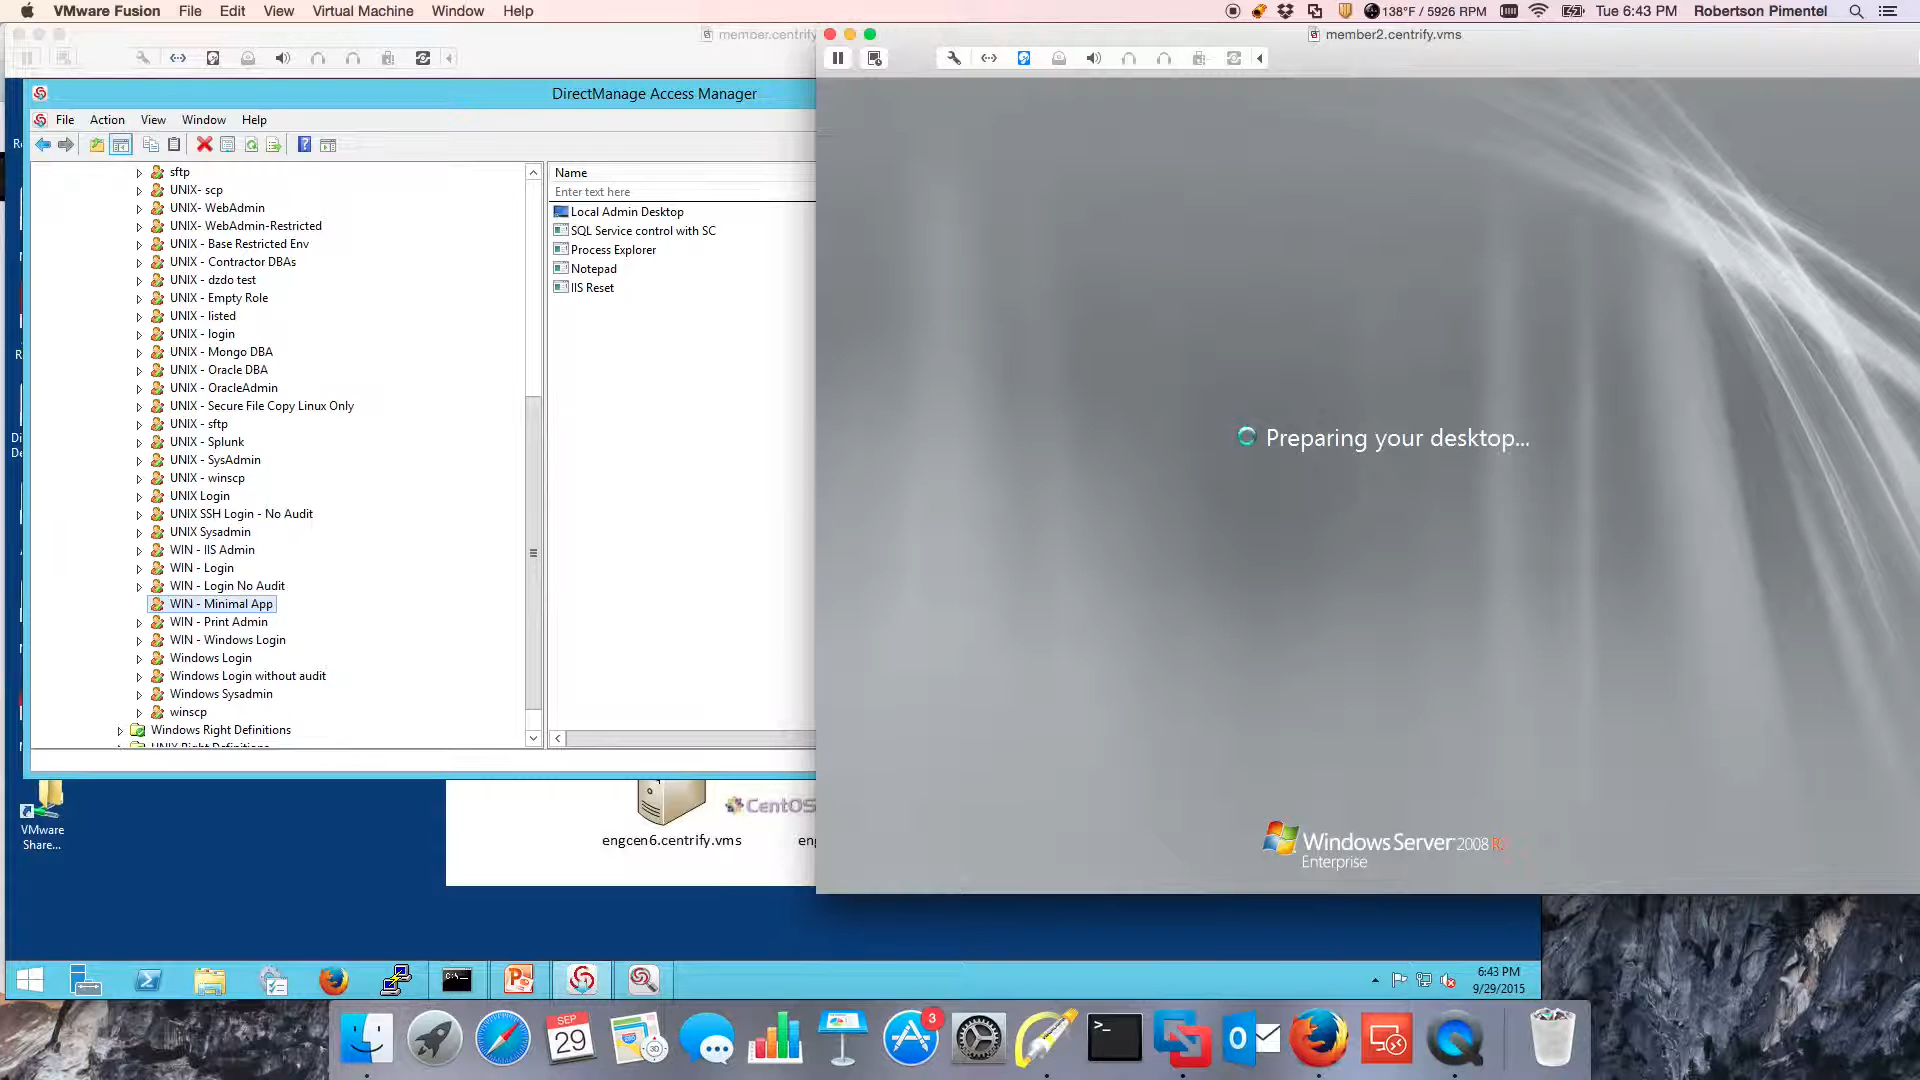 VMware Fusion File Edit View Virtual Machine Window Help
138°F / 5926 RPM Tue 6:43 PM Robertson Pimentel
member.centrify
member2.centrify.vms
DirectManage Access Manager
File Action View Window Help
sftp
UNIX- scp
UNIX- WebAdmin
UNIX- WebAdmin-Restricted
UNIX - Base Restricted Env
UNIX - Contractor DBAs
UNIX - dzdo test
UNIX - Empty Role
UNIX - listed
UNIX - login
UNIX - Mongo DBA
UNIX - Oracle DBA
UNIX - OracleAdmin
UNIX - Secure File Copy Linux Only
UNIX - sftp
UNIX - Splunk
UNIX - SysAdmin
UNIX - winscp
UNIX Login
UNIX SSH Login - No Audit
UNIX Sysadmin
WIN - IIS Admin
WIN - Login
WIN - Login No Audit
WIN - Minimal App
WIN - Print Admin
WIN - Windows Login
Windows Login
Windows Login without audit
Windows Sysadmin
winscp
Windows Right Definitions
UNIX Right Definitions
Name
Enter text here
Local Admin Desktop
SQL Service control with SC
Process Explorer
Notepad
IIS Reset
Preparing your desktop...
Windows Server 2008 R
Enterprise
VMware
Share...
CentOS
engcen6.centrify.vms
eng
6:43 PM
9/29/2015
SEP
29
3